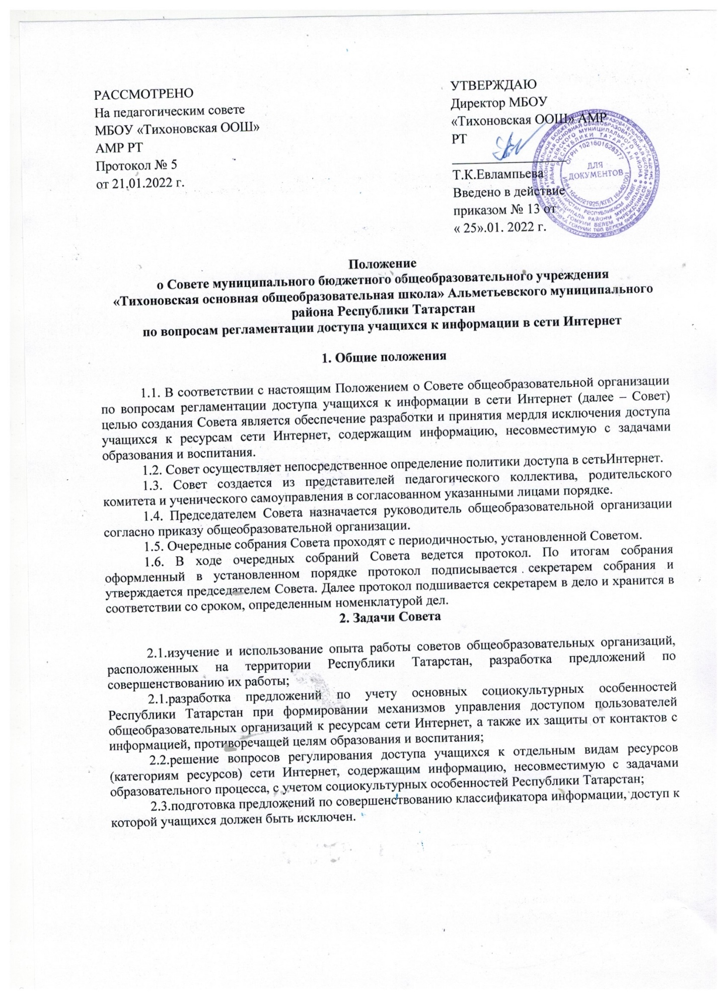 РАССМОТРЕНО
На педагогическим совете
МБОУ «Тихоновская ООШ»
АМР РТ
Протокол № 5
от 21.01.2022 г.
УТВЕРЖДАЮ
Директор МБОУ
«Тихоновская ООШ» АМР
РТ
Т.К.Евлампьева
Введено в действие
приказом № 13 от
« 25».01. 2022 г.
РЕСПУБЛИКИ ТАТАРСТАН
ОГРН 1021601628377
ДЛЯ
ДОКУМЕНТОВ
ИНН 1644021925/КПП 164401001
Положение
о Совете муниципального бюджетного общеобразовательного учреждения
«Тихоновская основная общеобразовательная школа» Альметьевского муниципального
района Республики Татарстан
по вопросам регламентации доступа учащихся к информации в сети Интернет
1. Общие положения
1.1. В соответствии с настоящим Положением о Совете общеобразовательной организации
по вопросам регламентации доступа учащихся к информации в сети Интернет (далее – Совет)
целью создания Совета является обеспечение разработки и принятия мердля исключения доступа
учащихся к ресурсам сети Интернет, содержащим информацию, несовместимую с задачами
образования и воспитания.
1.2. Совет осуществляет непосредственное определение политики доступа в сетьИнтернет.
1.3. Совет создается из представителей педагогического коллектива, родительского
комитета и ученического самоуправления в согласованном указанными лицами порядке.
1.4. Председателем Совета назначается руководитель общеобразовательной организации
согласно приказу общеобразовательной организации.
1.5. Очередные собрания Совета проходят с периодичностью, установленной Советом.
1.6. В ходе очередных собраний Совета ведется протокол. По итогам собрания
оформленный в установленном порядке протокол подписывается секретарем собрания и
утверждается председателем Совета. Далее протокол подшивается секретарем в дело и хранится в
соответствии со сроком, определенным номенклатурой дел.
2. Задачи Совета
2.1.изучение и использование опыта работы советов общеобразовательных организаций,
расположенных на территории Республики Татарстан, разработка предложений по
совершенствованию их работы;
2.1.разработка предложений по учету основных социокультурных особенностей
Республики Татарстан при формировании механизмов управления доступом пользователей
общеобразовательных организаций к ресурсам сети Интернет, а также их защиты от контактов с
информацией, противоречащей целям образования и воспитания;
2.2.решение вопросов регулирования доступа учащихся к отдельным видам ресурсов
(категориям ресурсов) сети Интернет, содержащим информацию, несовместимую с задачами
образовательного процесса, с учетом социокультурных особенностей Республики Татарстан;
2.3.подготовка предложений по совершенствованию классификатора информации, доступ к
которой учащихся должен быть исключен.